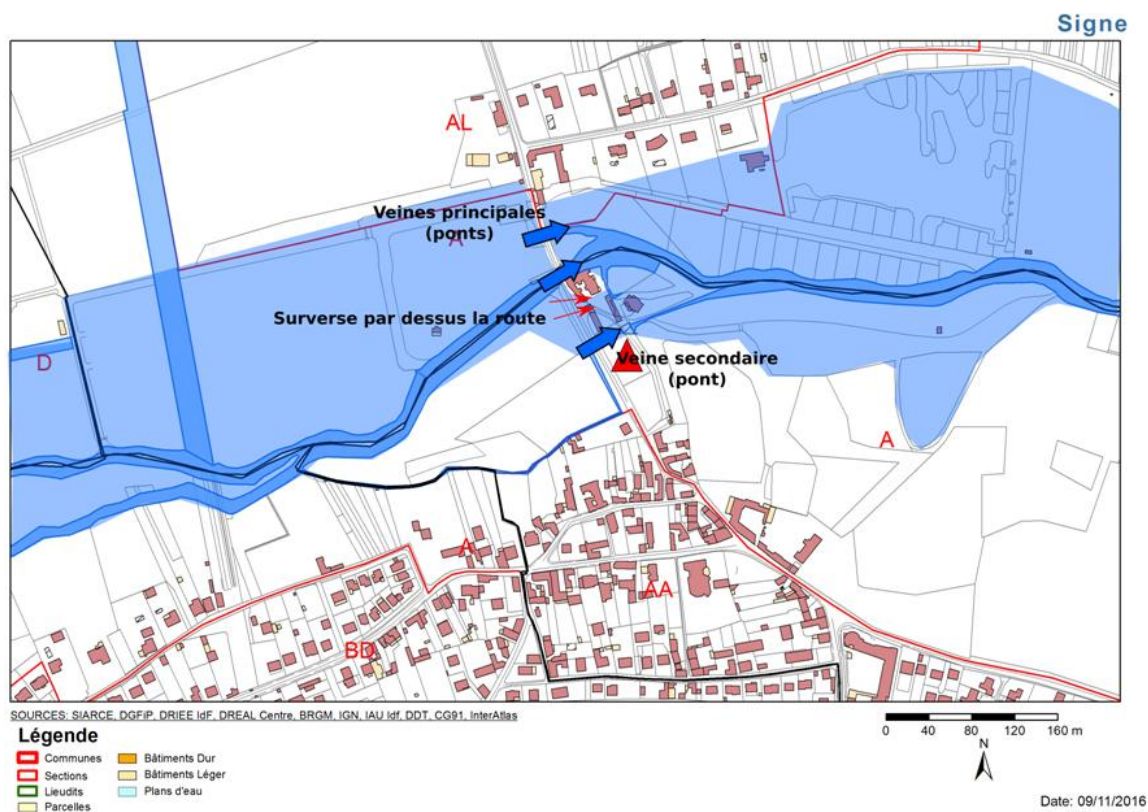 Signe
AL
Veines principales
(ponts)
A
Surverse par dessus la route
D
Veine secondaire
(pont)
A
A
AA
BD
SOURCES: SIARCE, DGFiP, DRIEE IdF, DREAL Centre, BRGM, IGN, IAU Idf, DDT, CG91, InterAtlas
0 40 80 120 160 m
N
Légende
Communes
Sections
Lieudits
Parcelles
Bâtiments Dur
Bâtiments Léger
Plans d'eau
Date: 09/11/2016